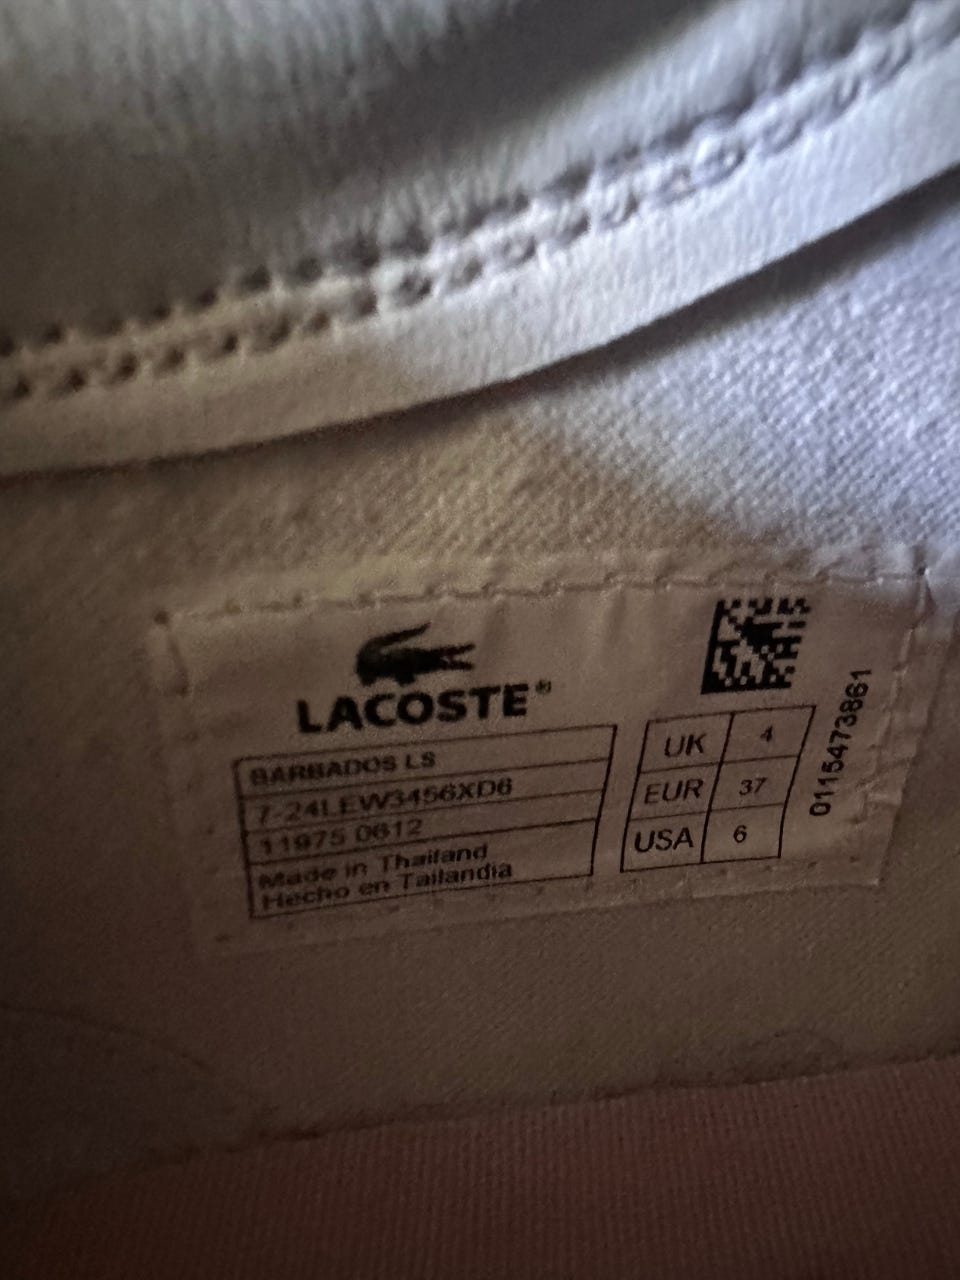 LACOSTE®
BARBADOS LS
7-24LEW3456XD6
11975 0612
Made in Thailand
Hecho en Tailandia
UK 4
EUR 37
USA 6
0115473861